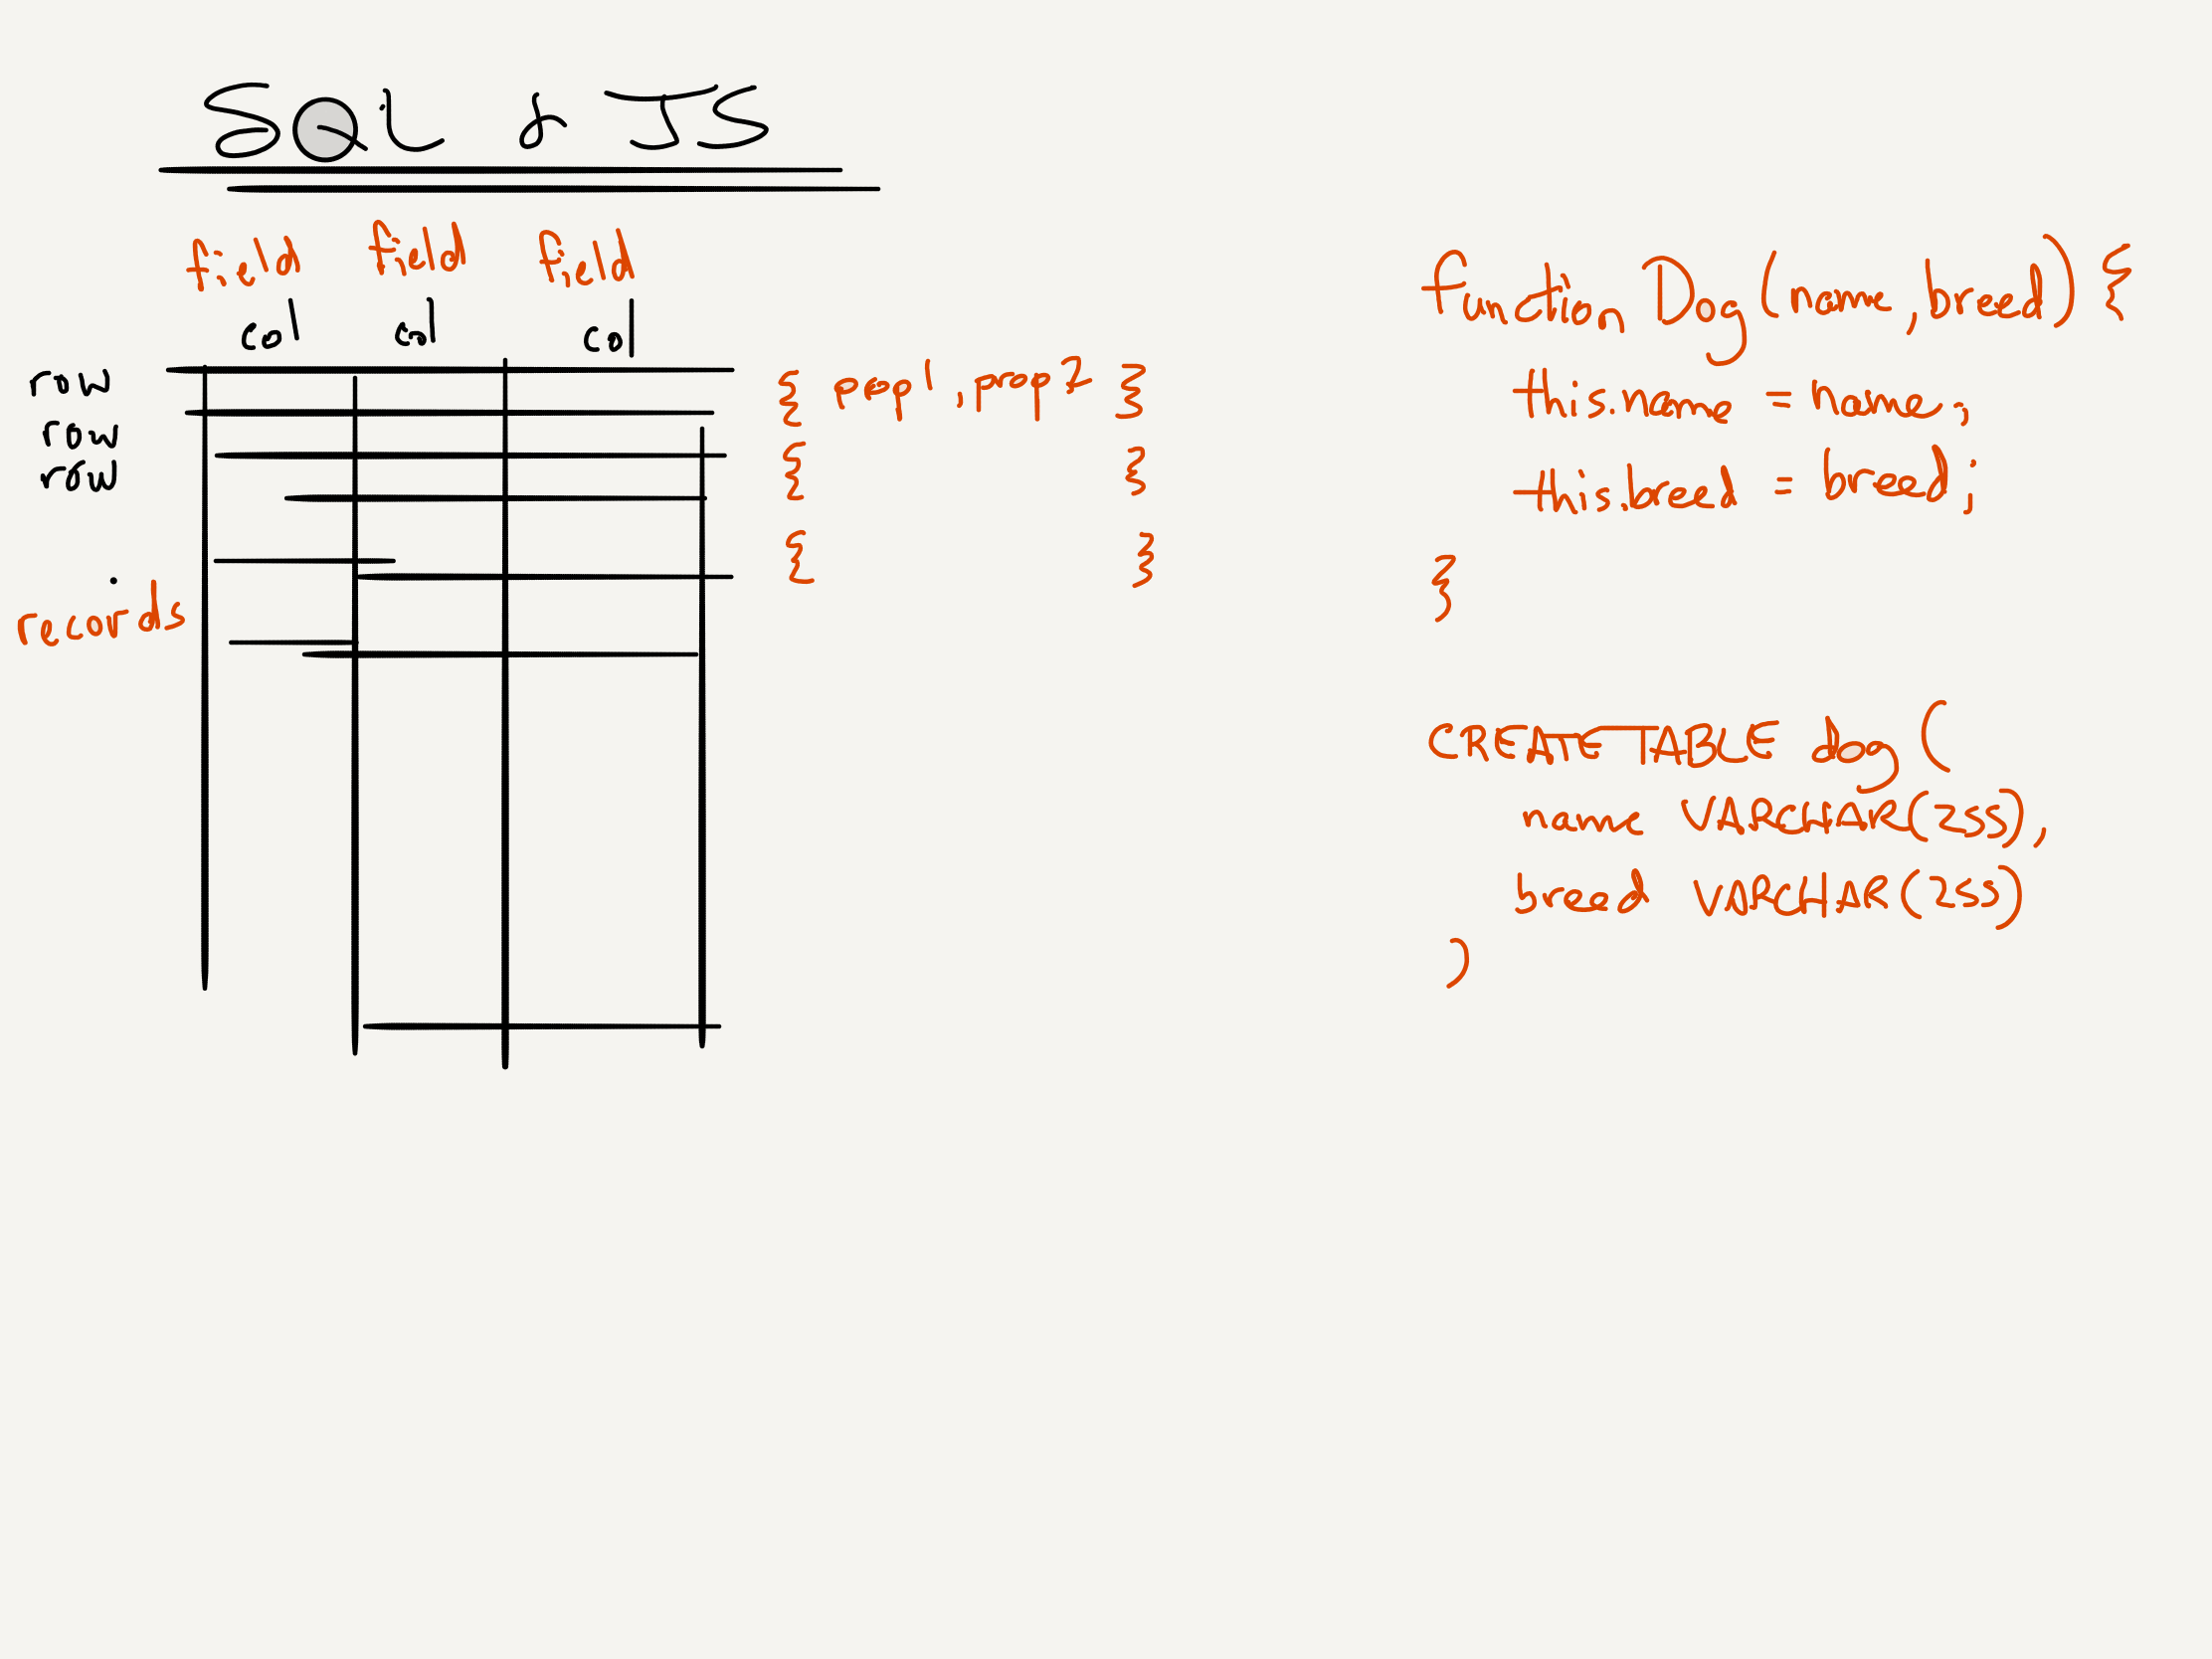 SQL & JS
field field field
col col col
row
row
row
records
{ prop1, prop2 }
{ }
{ }
function Dog(name, breed) {
this.name = name;
this.breed = breed;
}
CREATE TABLE dog (
name VARCHAR(255),
breed VARCHAR(255)
)